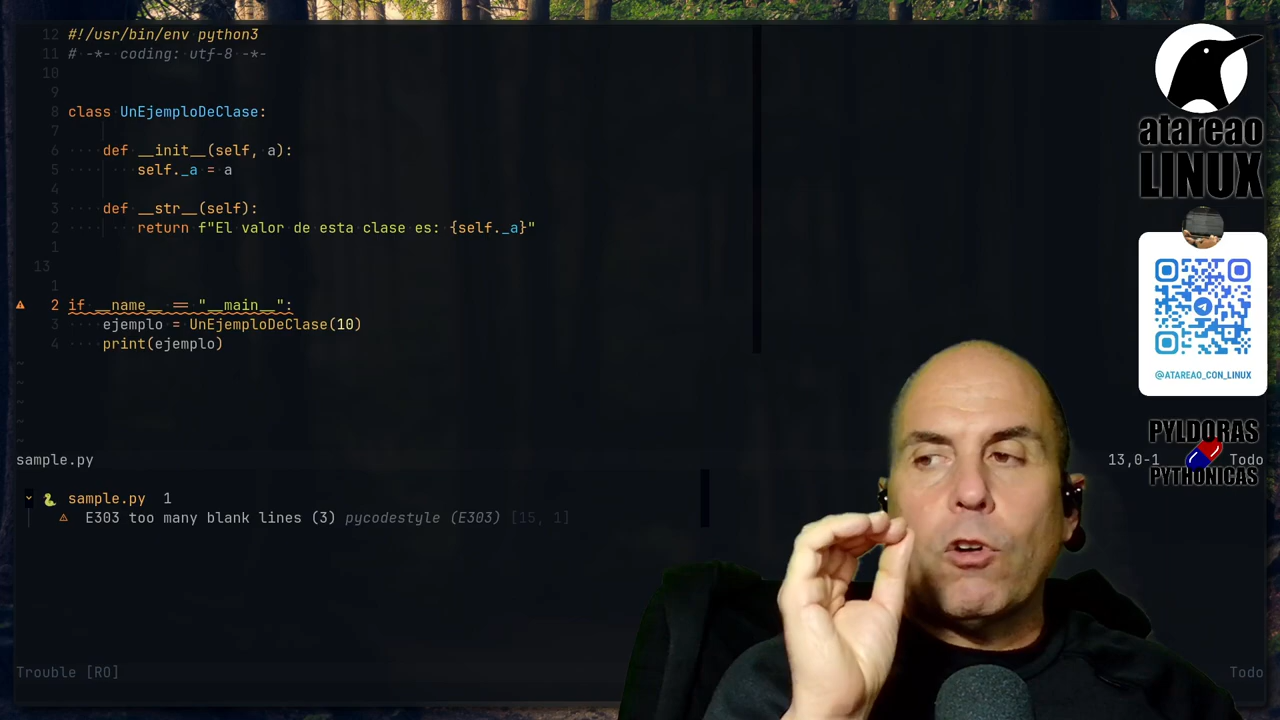 12 #!/usr/bin/env python3
11 # -*- coding: utf-8 -*-
10
9
8 class UnEjemploDeClase:
7
6 def __init__(self, a):
5 self._a = a
4
3 def __str__(self):
2 return f"El valor de esta clase es: {self._a}"
1
13
1
2 if __name__ == "__main__":
3 ejemplo = UnEjemploDeClase(10)
4 print(ejemplo)
~
~
~
~
~
sample.py 13,0-1 Todo
sample.py 1
E303 too many blank lines (3) pycodestyle (E303) [15, 1]
Trouble [RO] Todo
atareao
LINUX
@ATAREAO_CON_LINUX
PYLDORAS
PYTHONICAS